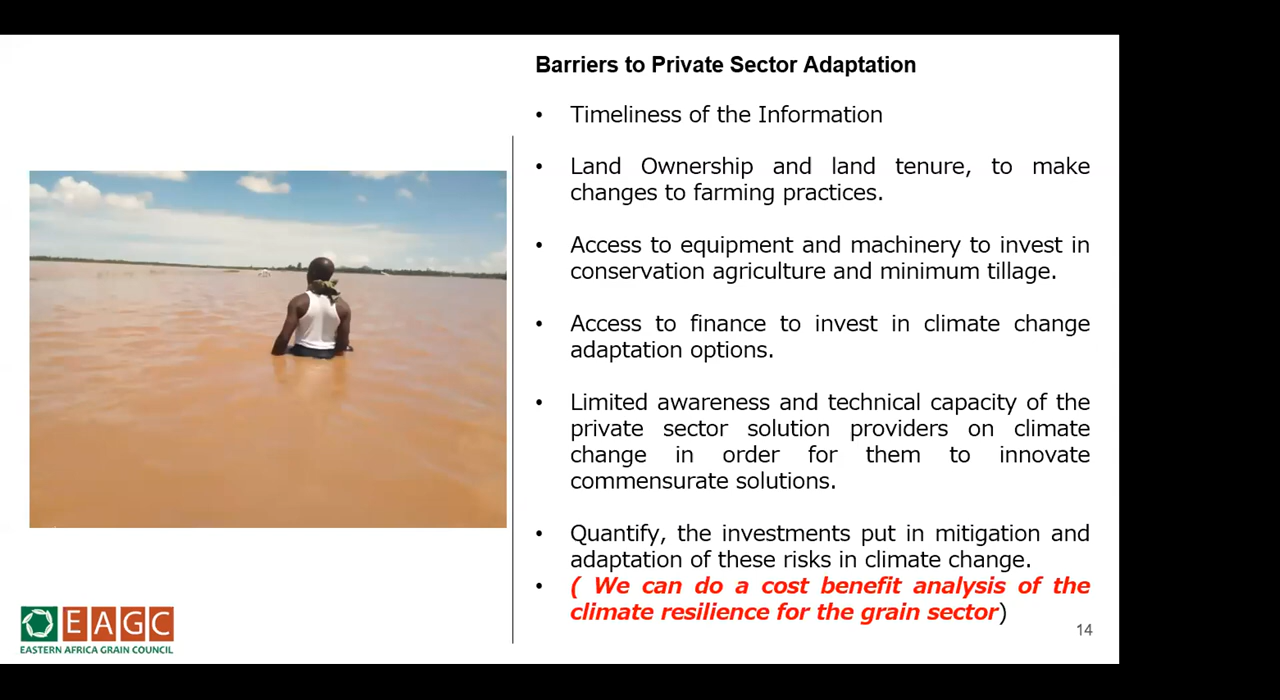 Barriers to Private Sector Adaptation
• Timeliness of the Information
• Land Ownership and land tenure, to make
changes to farming practices.
• Access to equipment and machinery to invest in
conservation agriculture and minimum tillage.
• Access to finance to invest in climate change
adaptation options.
• Limited awareness and technical capacity of the
private sector solution providers on climate
change in order for them to innovate
commensurate solutions.
• Quantify, the investments put in mitigation and
adaptation of these risks in climate change.
• ( We can do a cost benefit analysis of the
climate resilience for the grain sector)
EAGC
EASTERN AFRICA GRAIN COUNCIL
14